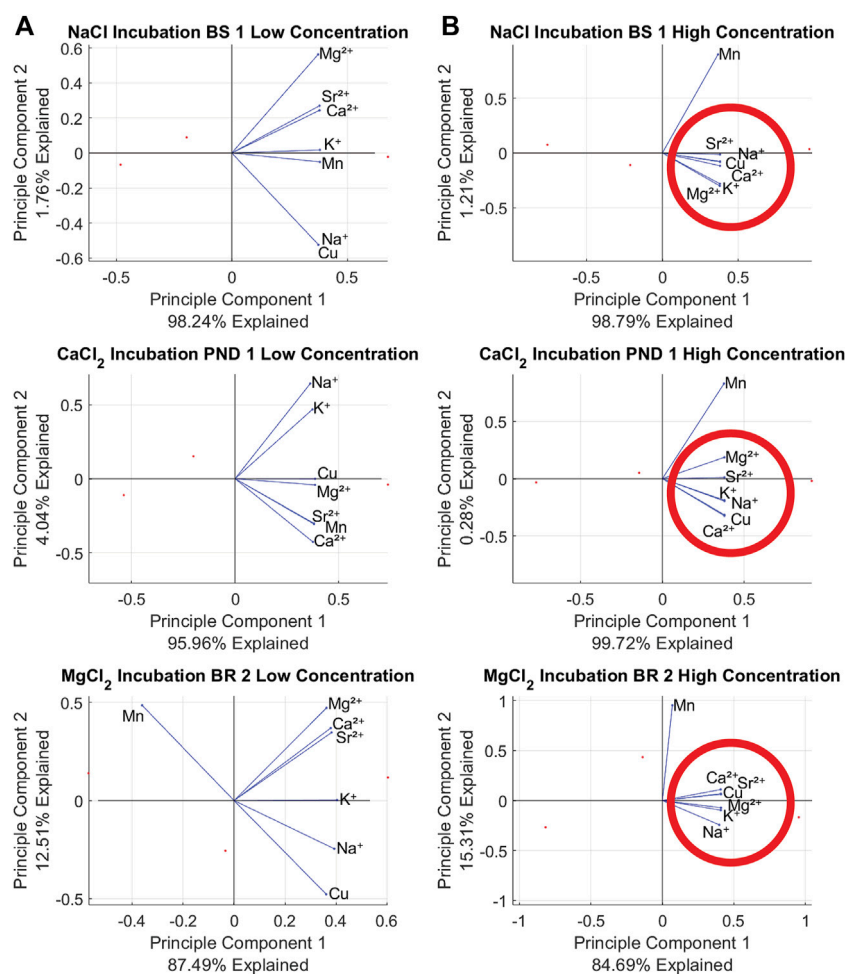 A
NaCl Incubation BS 1 Low Concentration
Principle Component 2
1.76% Explained
0.6
0.4
0.2
0
-0.2
-0.4
-0.6
Mg²⁺
Sr²⁺
Ca²⁺
K⁺
Mn
Na⁺
Cu
-0.5
0
0.5
Principle Component 1
98.24% Explained
B
NaCl Incubation BS 1 High Concentration
Principle Component 2
1.21% Explained
0.5
0
-0.5
Mn
Sr²⁺
Na⁺
Cu
Ca²⁺
Mg²⁺
K⁺
-0.5
0
0.5
Principle Component 1
98.79% Explained
CaCl₂ Incubation PND 1 Low Concentration
Principle Component 2
4.04% Explained
0.5
0
-0.5
Na⁺
K⁺
Cu
Mg²⁺
Sr²⁺
Mn
Ca²⁺
-0.5
0
0.5
Principle Component 1
95.96% Explained
CaCl₂ Incubation PND 1 High Concentration
Principle Component 2
0.28% Explained
0.5
0
-0.5
Mn
Mg²⁺
Sr²⁺
K⁺
Na⁺
Cu
Ca²⁺
-0.5
0
0.5
Principle Component 1
99.72% Explained
MgCl₂ Incubation BR 2 Low Concentration
Principle Component 2
12.51% Explained
0.5
0
-0.5
Mn
Mg²⁺
Ca²⁺
Sr²⁺
K⁺
Na⁺
Cu
-0.4
-0.2
0
0.2
0.4
0.6
Principle Component 1
87.49% Explained
MgCl₂ Incubation BR 2 High Concentration
Principle Component 2
15.31% Explained
1
0.5
0
-0.5
-1
Mn
Ca²⁺
Sr²⁺
Cu
Mg²⁺
K⁺
Na⁺
-1
-0.5
0
0.5
1
Principle Component 1
84.69% Explained